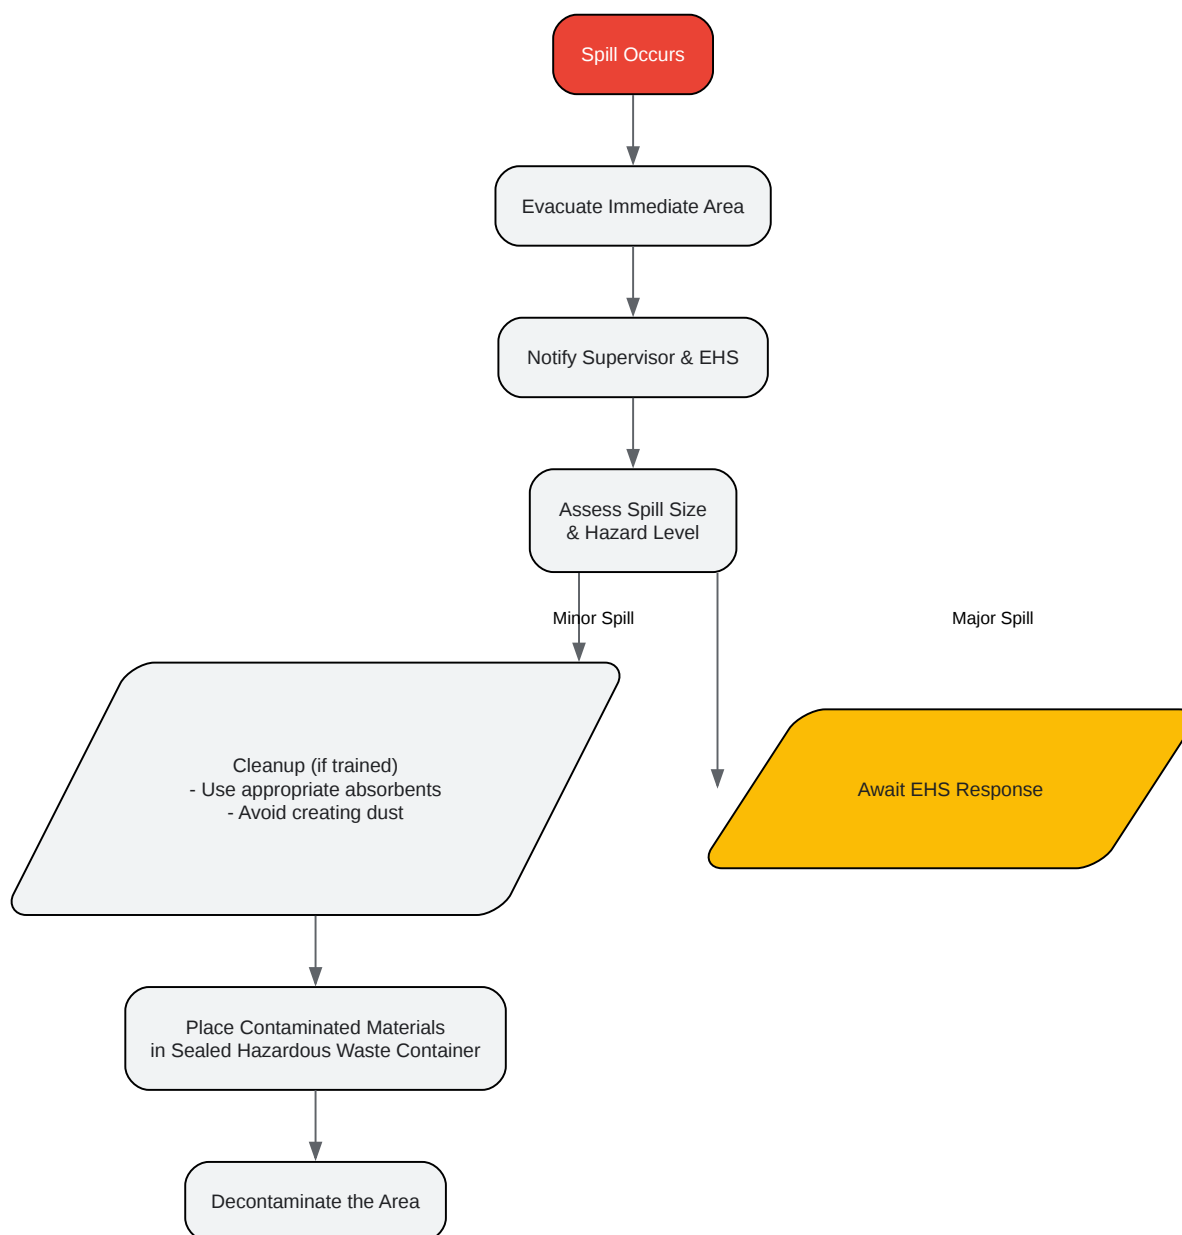 Spill Occurs
Evacuate Immediate Area
Notify Supervisor & EHS
Assess Spill Size
& Hazard Level
Minor Spill
Major Spill
Cleanup (if trained)
- Use appropriate absorbents
- Avoid creating dust
Await EHS Response
Place Contaminated Materials
in Sealed Hazardous Waste Container
Decontaminate the Area